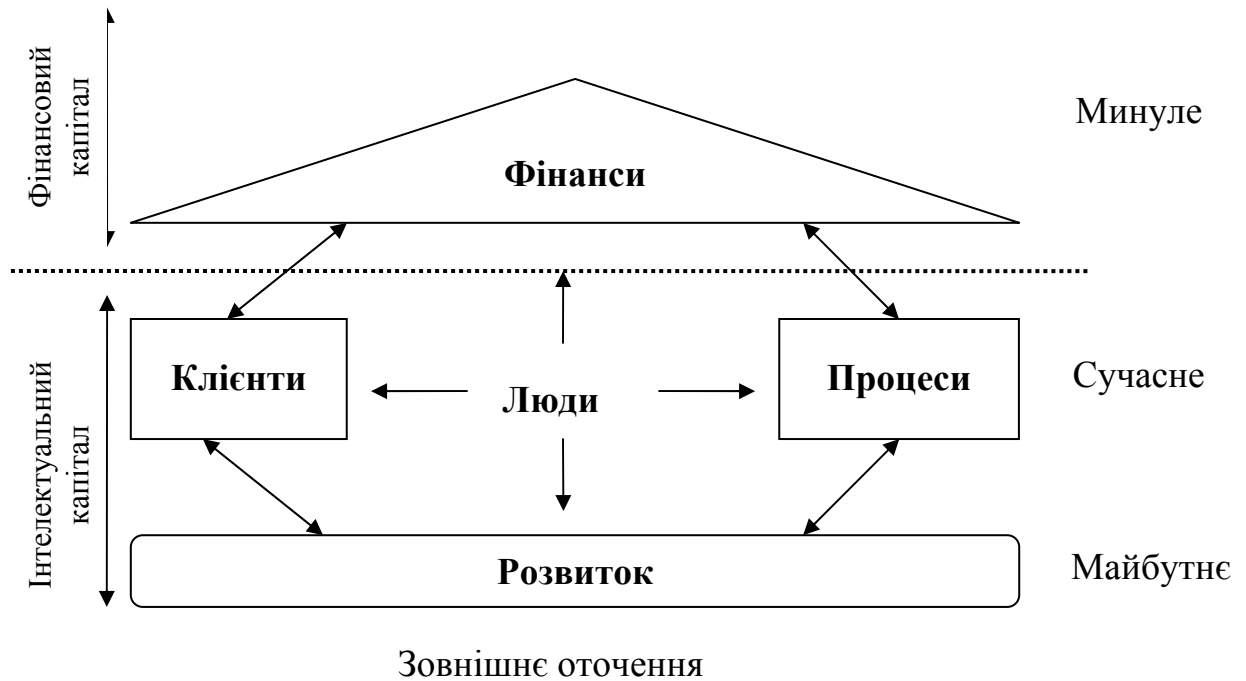 Фінансовий
капітал
Минуле
Фінанси
Клієнти
Люди
Процеси
Сучасне
Інтелектуальний
капітал
Розвиток
Майбутнє
Зовнішнє оточення